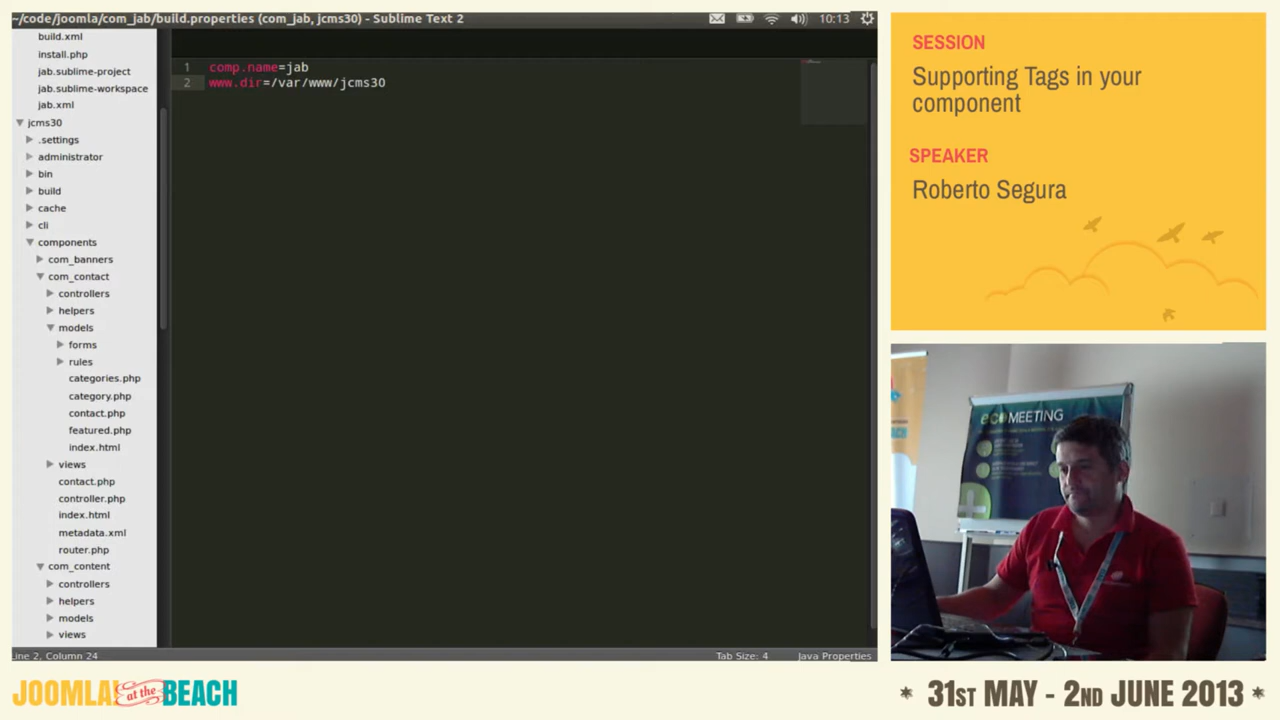 ~/code/joomla/com_jab/build.properties (com_jab, jcms30) - Sublime Text 2
10:13
build.xml
install.php
jab.sublime-project
jab.sublime-workspace
jab.xml
jcms30
.settings
administrator
bin
build
cache
cli
components
com_banners
com_contact
controllers
helpers
models
forms
rules
categories.php
category.php
contact.php
featured.php
index.html
views
contact.php
controller.php
index.html
metadata.xml
router.php
com_content
controllers
helpers
models
views
1 comp.name=jab
2 www.dir=/var/www/jcms30
Line 2, Column 24
Tab Size: 4
Java Properties
SESSION
Supporting Tags in your
component
SPEAKER
Roberto Segura
ecoMEETING
JOOMLA! at the BEACH
* 31ST MAY - 2ND JUNE 2013 *